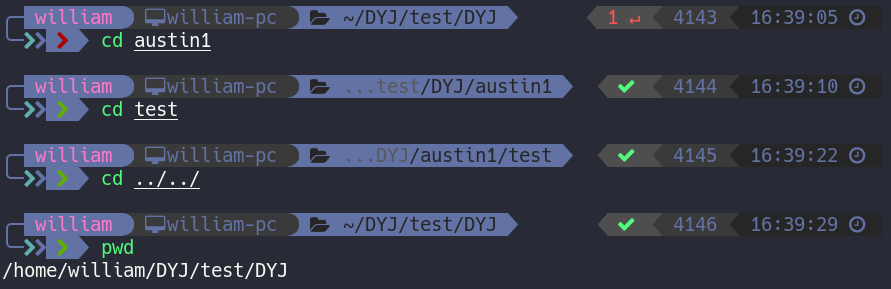 william william-pc ~/DYJ/test/DYJ 1 ↵ 4143 16:39:05
cd austin1
william william-pc ...test/DYJ/austin1 ✔ 4144 16:39:10
cd test
william william-pc ...DYJ/austin1/test ✔ 4145 16:39:22
cd ../../
william william-pc ~/DYJ/test/DYJ ✔ 4146 16:39:29
pwd
/home/william/DYJ/test/DYJ